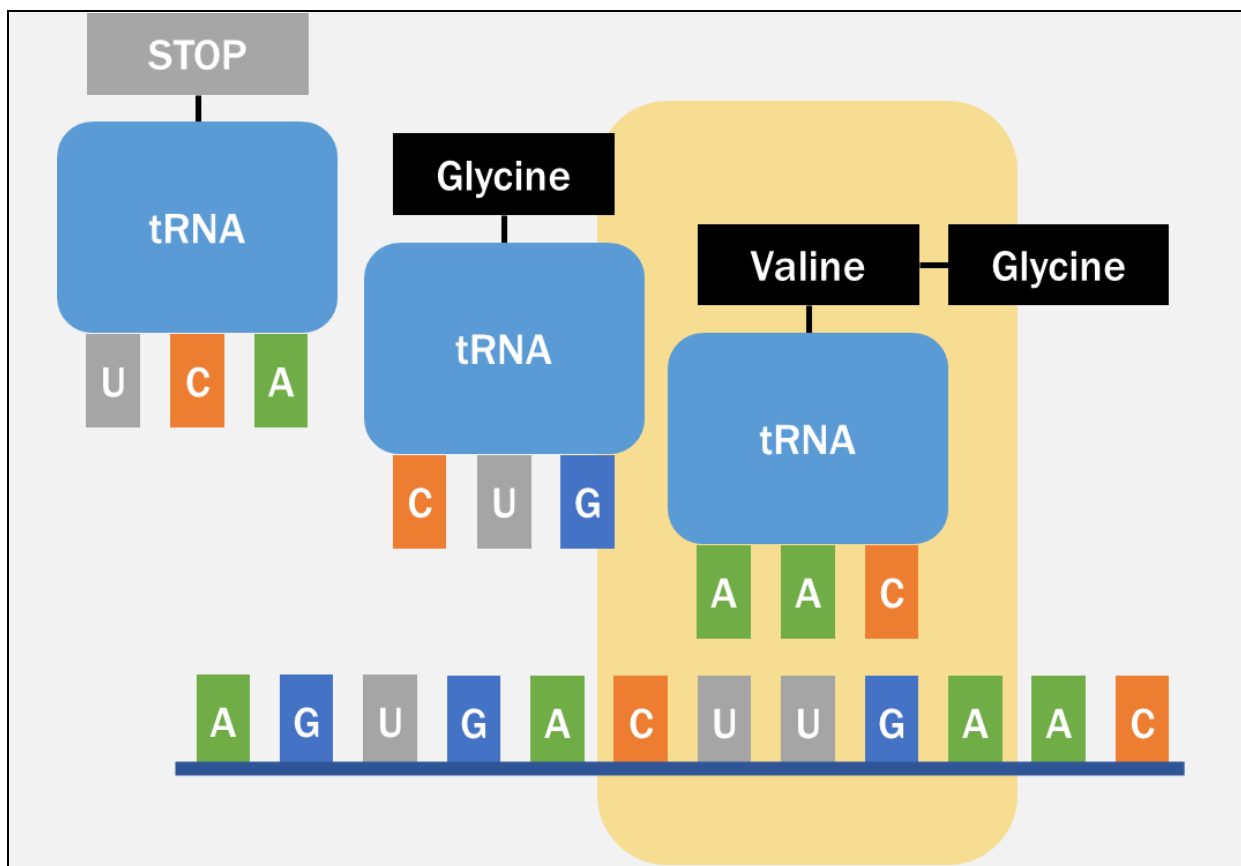 STOP
tRNA
U C A
Glycine
tRNA
C U G
Valine Glycine
tRNA
A A C
A G U G A C U U G A A C